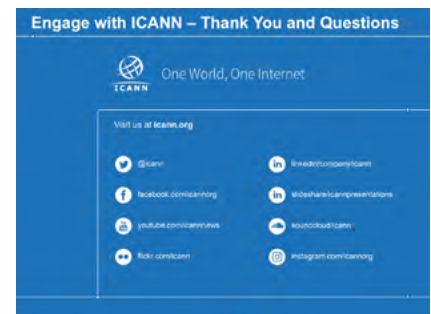 Engage with ICANN – Thank You and Questions
ICANN
One World, One Internet
Visit us at icann.org
@icann
linkedin/company/icann
facebook.com/icannorg
slideshare/icannpresentations
youtube.com/icannnews
soundcloud/icann
flickr.com/icann
instagram.com/icannorg